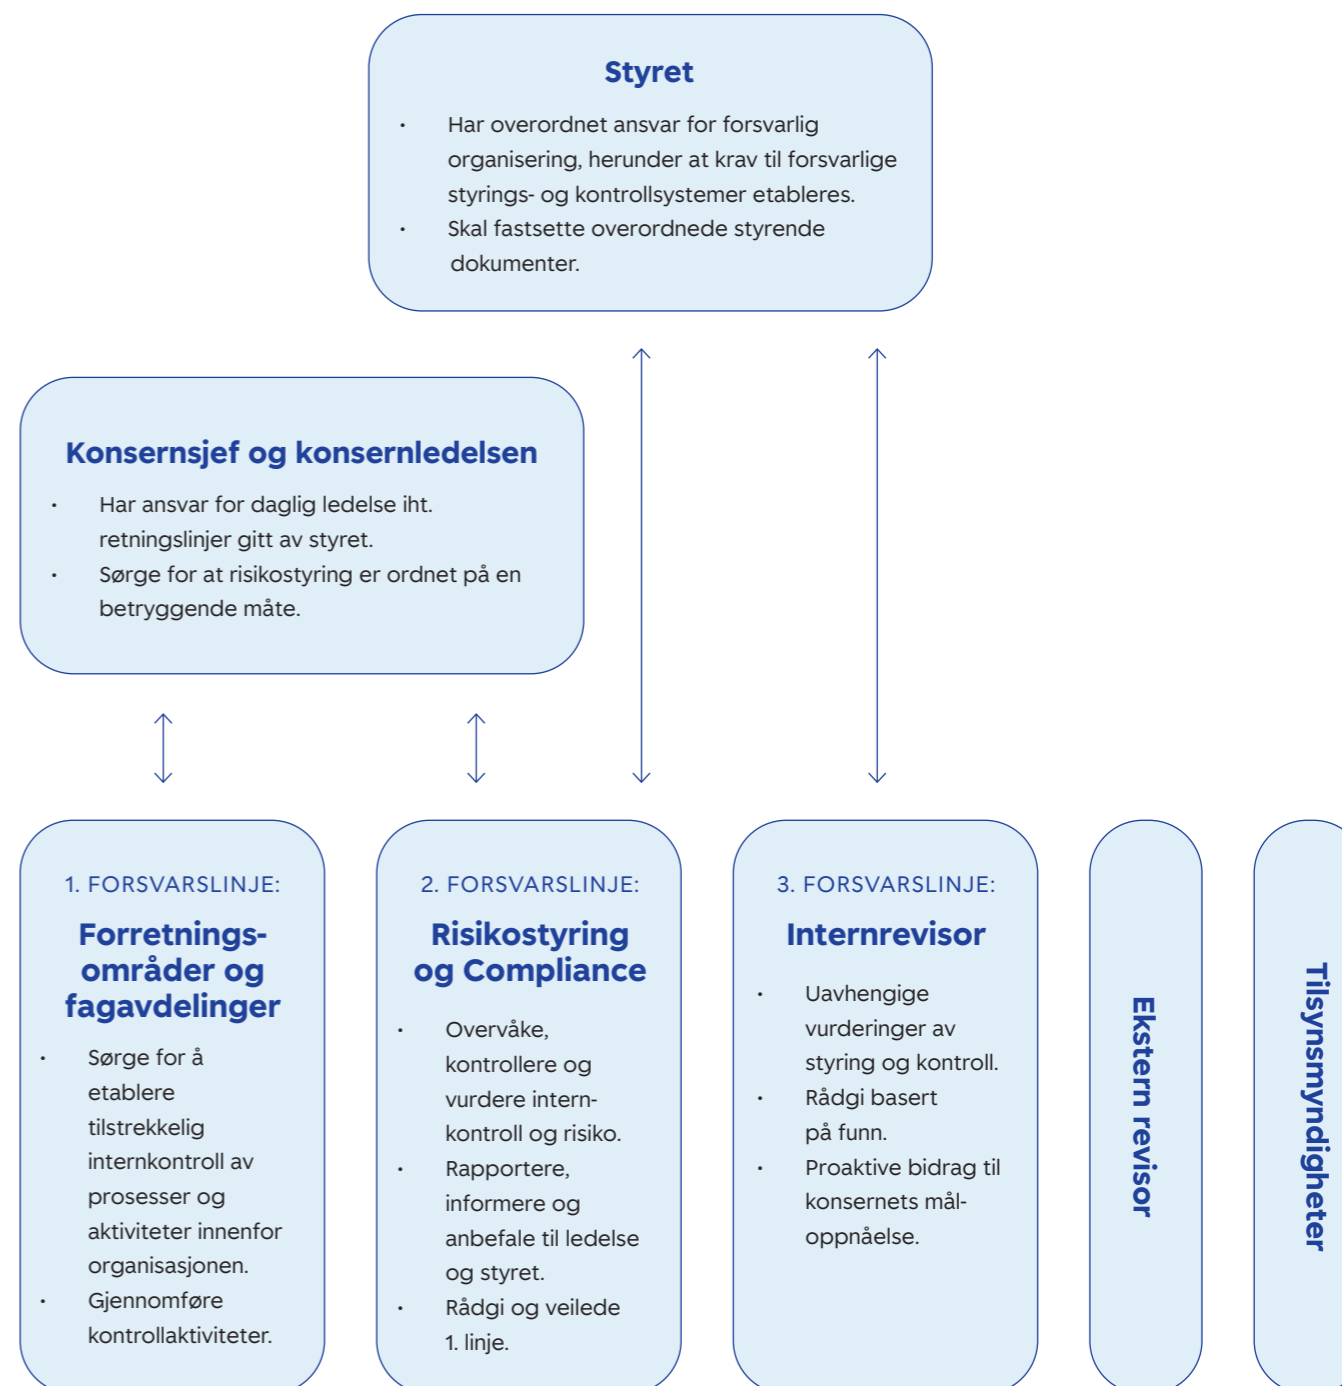 Styret
· Har overordnet ansvar for forsvarlig
organisering, herunder at krav til forsvarlige
styrings- og kontrollsystemer etableres.
· Skal fastsette overordnede styrende
dokumenter.
Konsernsjef og konsernledelsen
· Har ansvar for daglig ledelse iht.
retningslinjer gitt av styret.
· Sørge for at risikostyring er ordnet på en
betryggende måte.
1. FORSVARSLINJE:
Forretnings-
områder og
fagavdelinger
· Sørge for å
etablere
tilstrekkelig
internkontroll av
prosesser og
aktiviteter innenfor
organisasjonen.
· Gjennomføre
kontrollaktiviteter.
2. FORSVARSLINJE:
Risikostyring
og Compliance
· Overvåke,
kontrollere og
vurdere intern-
kontroll og risiko.
· Rapportere,
informere og
anbefale til ledelse
og styret.
· Rådgi og veilede
1. linje.
3. FORSVARSLINJE:
Internrevisor
· Uavhengige
vurderinger av
styring og kontroll.
· Rådgi basert
på funn.
· Proaktive bidrag til
konsernets mål-
oppnåelse.
Ekstern revisor
Tilsynsmyndigheter